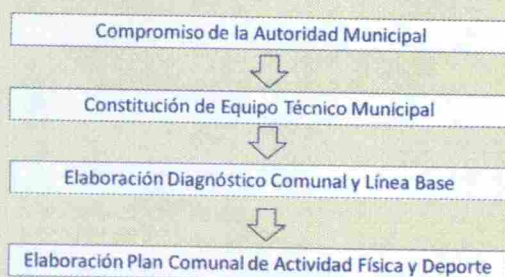 Compromiso de la Autoridad Municipal
Constitución de Equipo Técnico Municipal
Elaboración Diagnóstico Comunal y Línea Base
Elaboración Plan Comunal de Actividad Física y Deporte